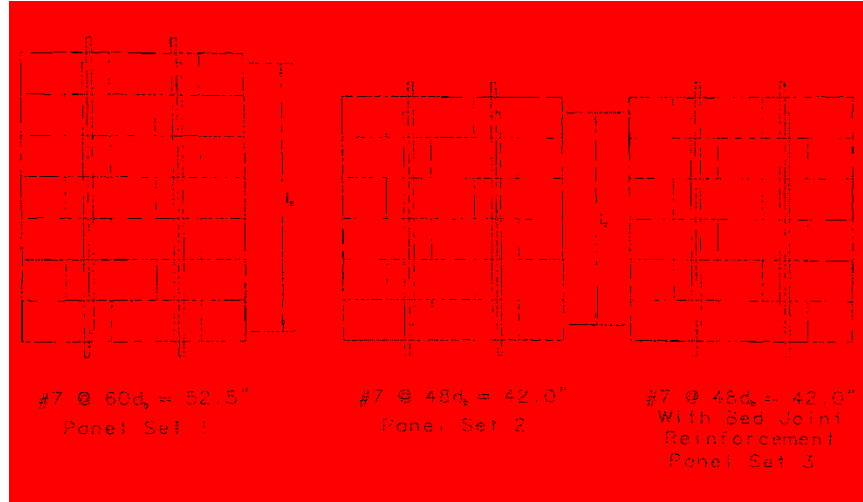 #7 @ 60d_b = 52.5"
Panel Set 1
#7 @ 48d_b = 42.0"
Panel Set 2
#7 @ 48d_b = 42.0"
With Bed Joint
Reinforcement
Panel Set 3